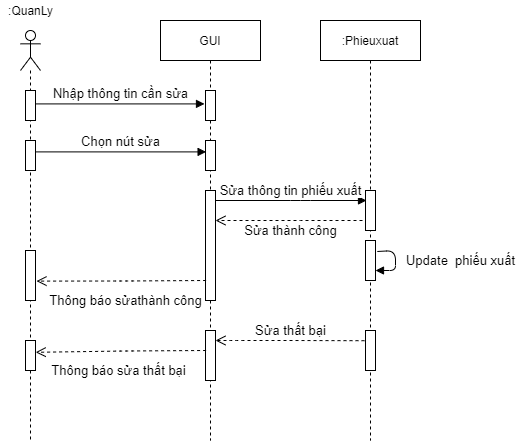 :QuanLy
GUI
:Phieuxuat
Nhập thông tin cần sửa
Chọn nút sửa
Sửa thông tin phiếu xuất
Sửa thành công
Update phiếu xuất
Thông báo sửathành công
Sửa thất bại
Thông báo sửa thất bại